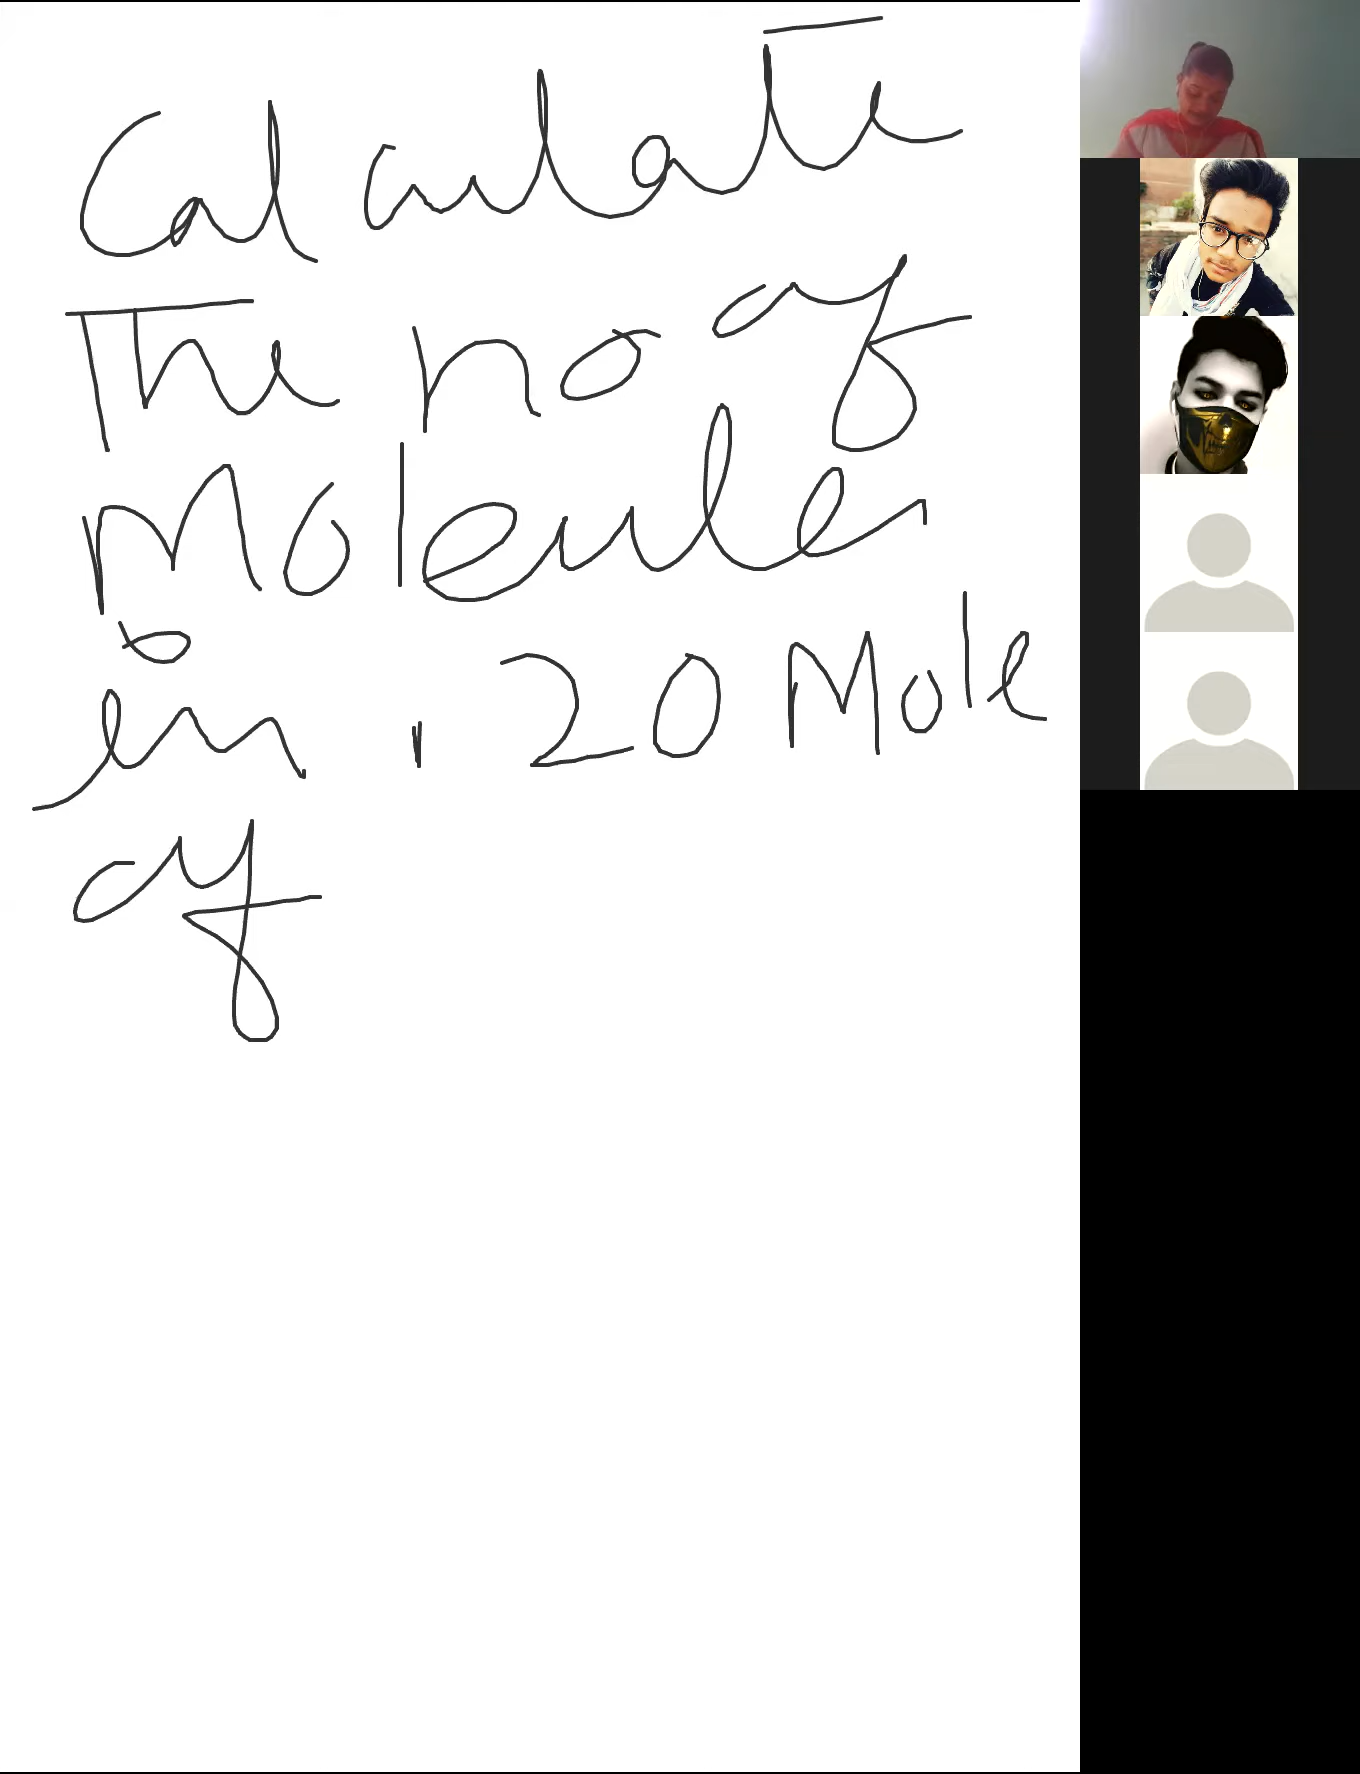 Calculate
The no of
Molecules
in .20 Mole
of